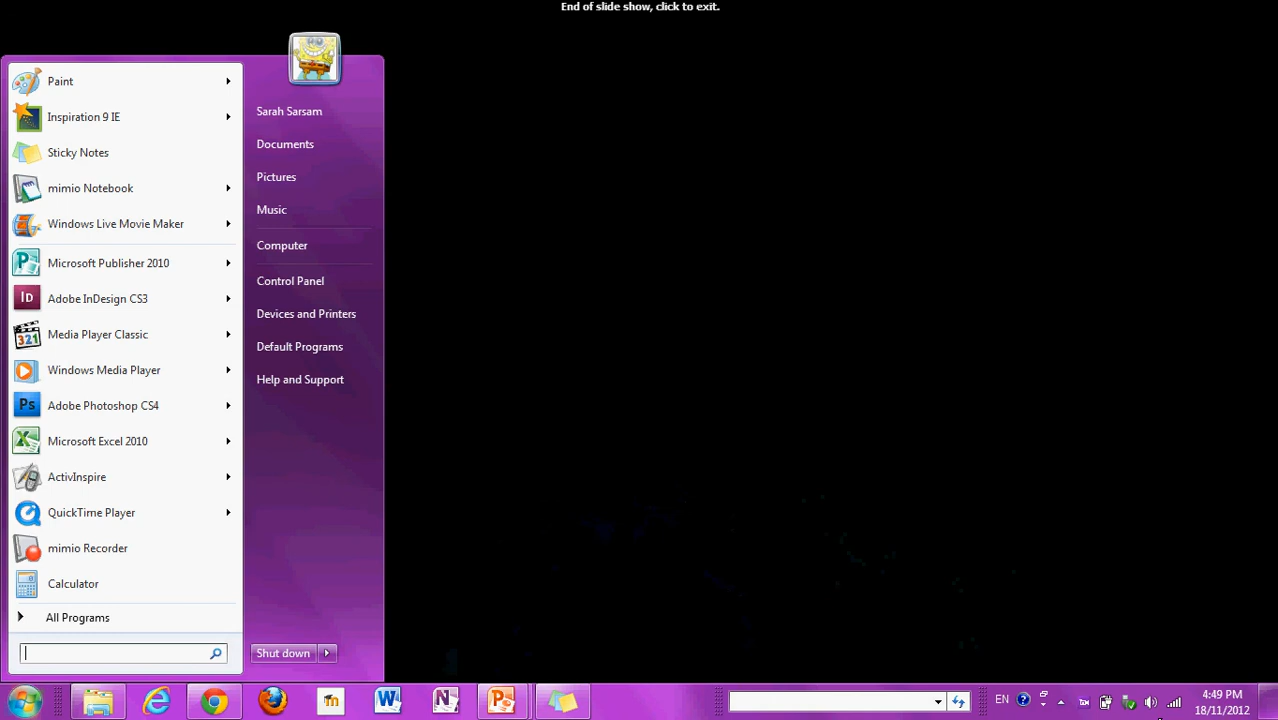 End of slide show, click to exit.
Paint
Inspiration 9 IE
Sticky Notes
mimio Notebook
Windows Live Movie Maker
Microsoft Publisher 2010
Adobe InDesign CS3
Media Player Classic
Windows Media Player
Adobe Photoshop CS4
Microsoft Excel 2010
ActivInspire
QuickTime Player
mimio Recorder
Calculator
All Programs
Sarah Sarsam
Documents
Pictures
Music
Computer
Control Panel
Devices and Printers
Default Programs
Help and Support
Shut down
EN
4:49 PM
18/11/2012